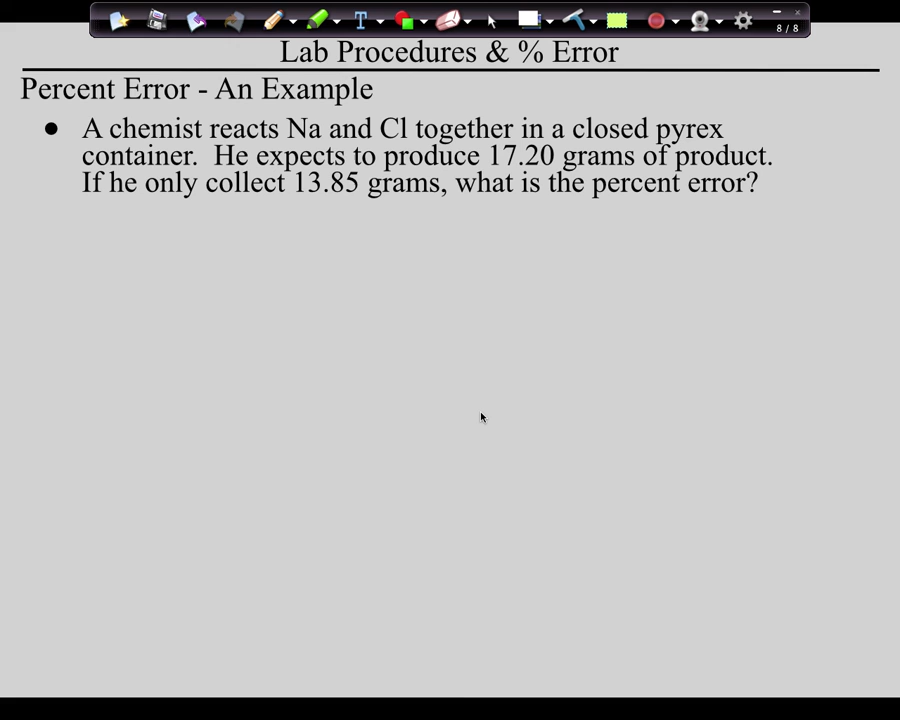 8 / 8
Lab Procedures & % Error
Percent Error - An Example
● A chemist reacts Na and Cl together in a closed pyrex
container.  He expects to produce 17.20 grams of product.
If he only collect 13.85 grams, what is the percent error?